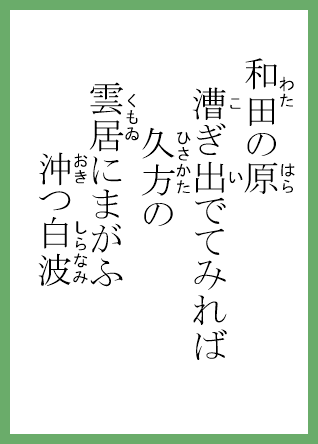 和田の原
漕ぎ出でてみれば
久方の
雲居にまがふ
沖つ白波
わた
はら
こ
い
ひさかた
くもゐ
おき
しらなみ